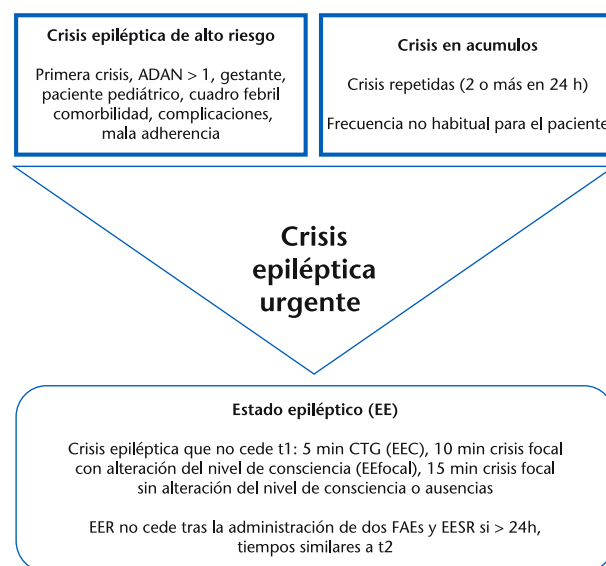 Crisis epiléptica de alto riesgo
Primera crisis, ADAN > 1, gestante,
paciente pediátrico, cuadro febril
comorbilidad, complicaciones,
mala adherencia
Crisis en acumulos
Crisis repetidas (2 o más en 24 h)
Frecuencia no habitual para el paciente
Crisis
epiléptica
urgente
Estado epiléptico (EE)
Crisis epiléptica que no cede t1: 5 min CTG (EEC), 10 min crisis focal
con alteración del nivel de consciencia (EEfocal), 15 min crisis focal
sin alteración del nivel de consciencia o ausencias
EER no cede tras la administración de dos FAEs y EESR si > 24h,
tiempos similares a t2